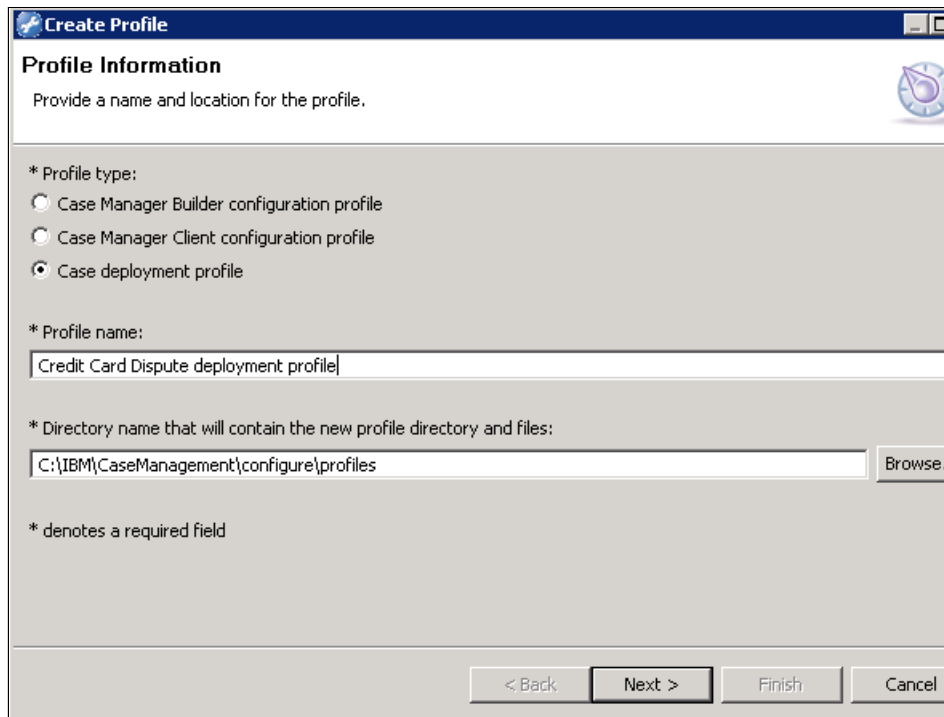 Create Profile
Profile Information
Provide a name and location for the profile.
* Profile type:
Case Manager Builder configuration profile
Case Manager Client configuration profile
Case deployment profile
* Profile name:
Credit Card Dispute deployment profile
* Directory name that will contain the new profile directory and files:
C:\IBM\CaseManagement\configure\profiles
Browse.
* denotes a required field
< Back Next > Finish Cancel